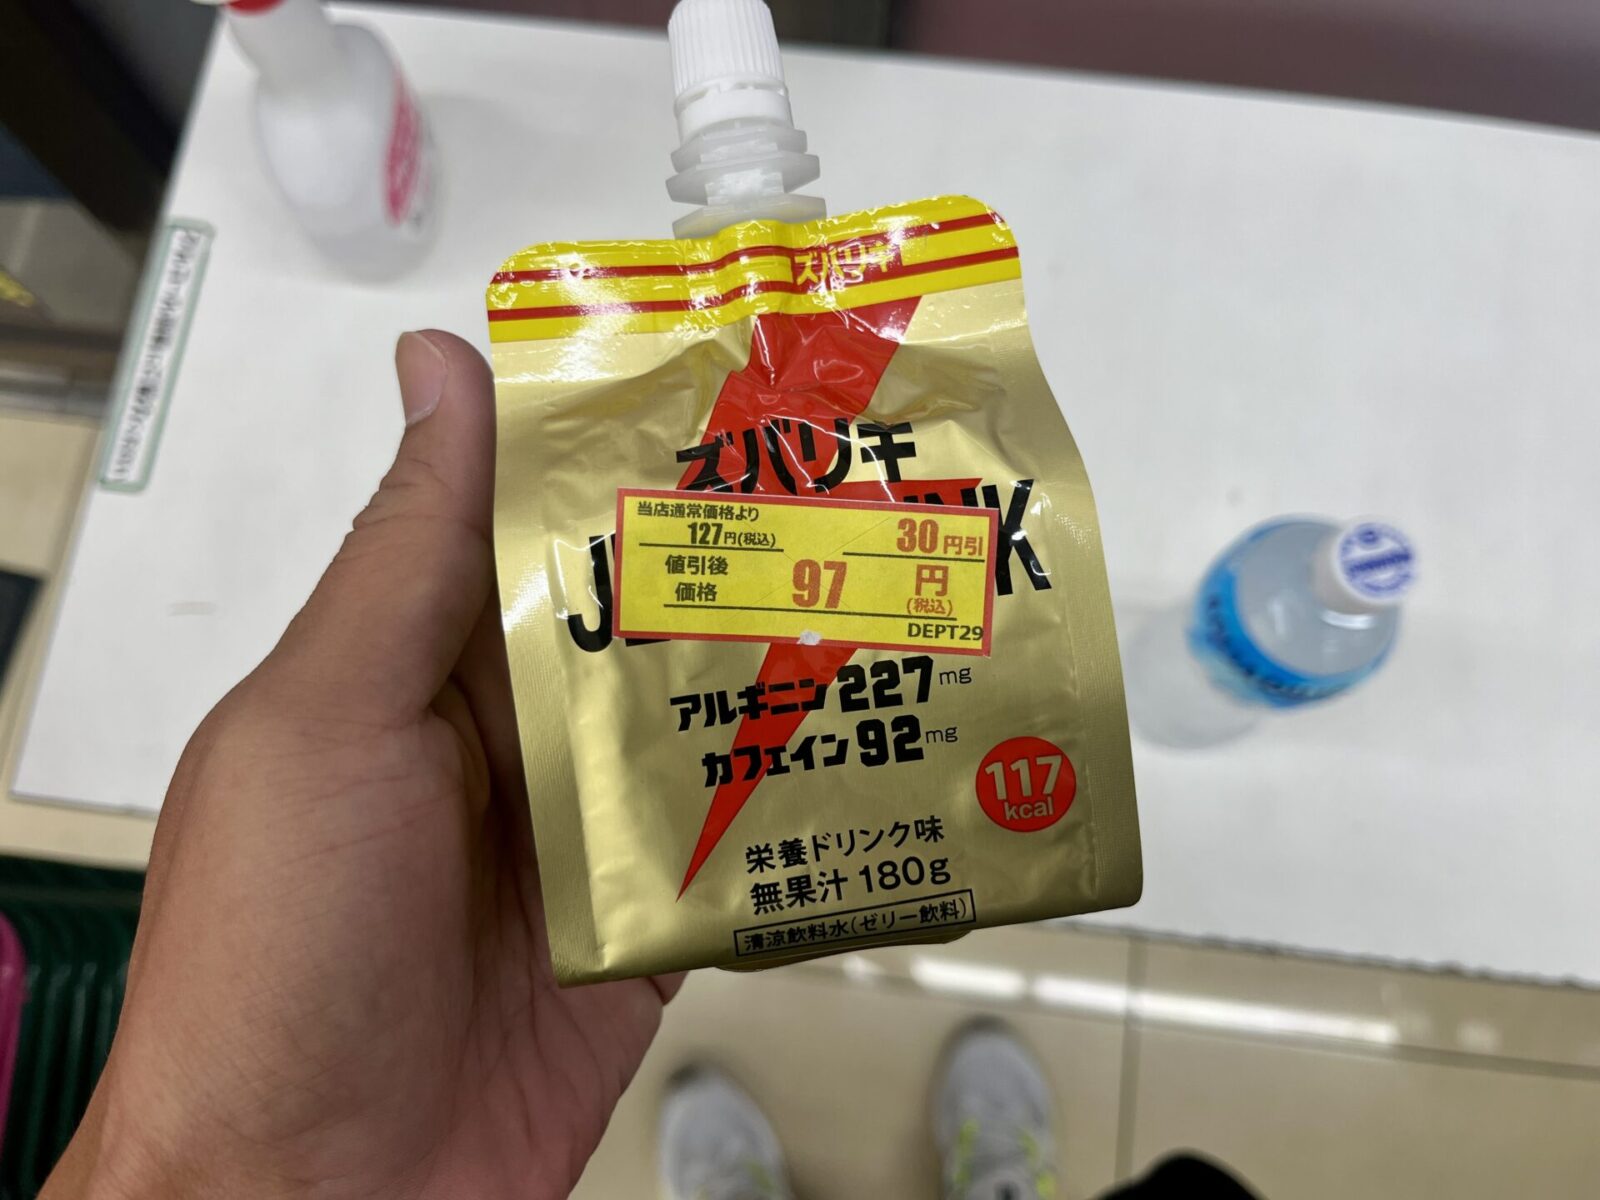 ズバリキ
ズバリキ
当店通常価格より
127円(税込)
30円引
値引後
価格
97円
(税込)
DEPT29
アルギニン227mg
カフェイン92mg
117
kcal
栄養ドリンク味
無果汁 180g
清涼飲料水(ゼリー飲料)